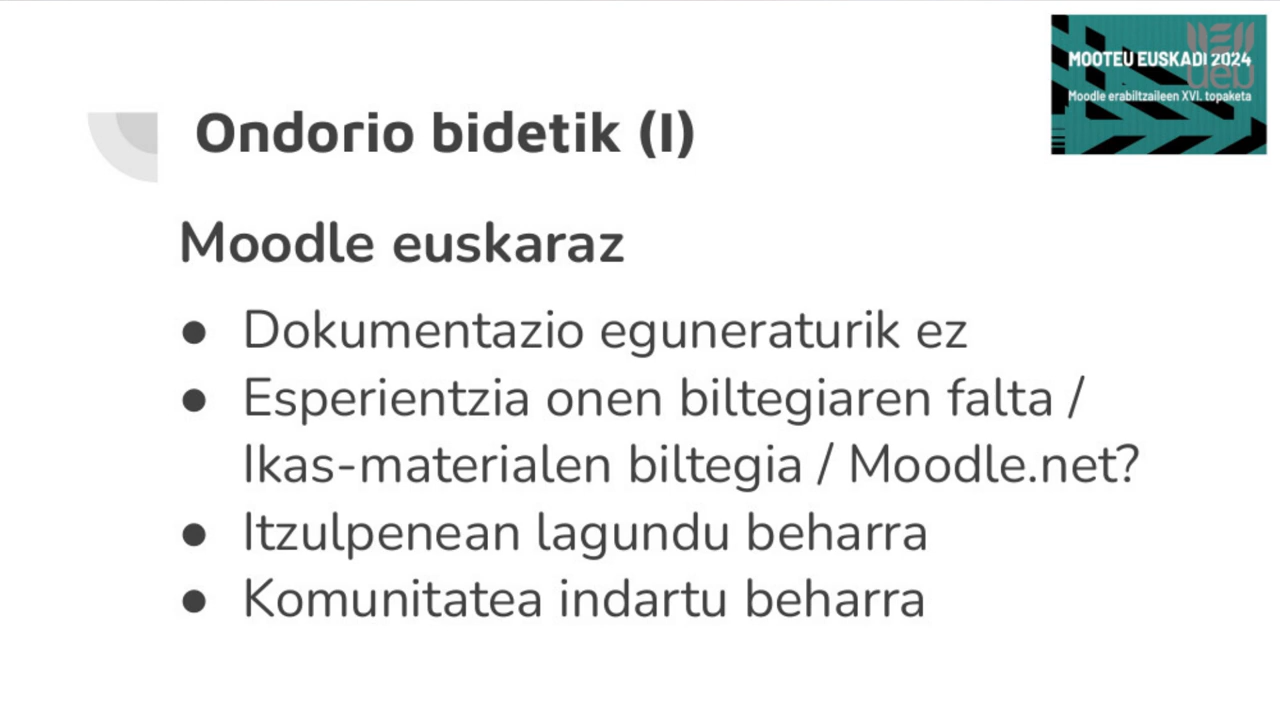 MOOTEU EUSKADI 2024
ueu
Moodle erabiltzaileen XVI. topaketa
Ondorio bidetik (I)
Moodle euskaraz
● Dokumentazio eguneraturik ez
● Esperientzia onen biltegiaren falta /
Ikas-materialen biltegia / Moodle.net?
● Itzulpenean lagundu beharra
● Komunitatea indartu beharra